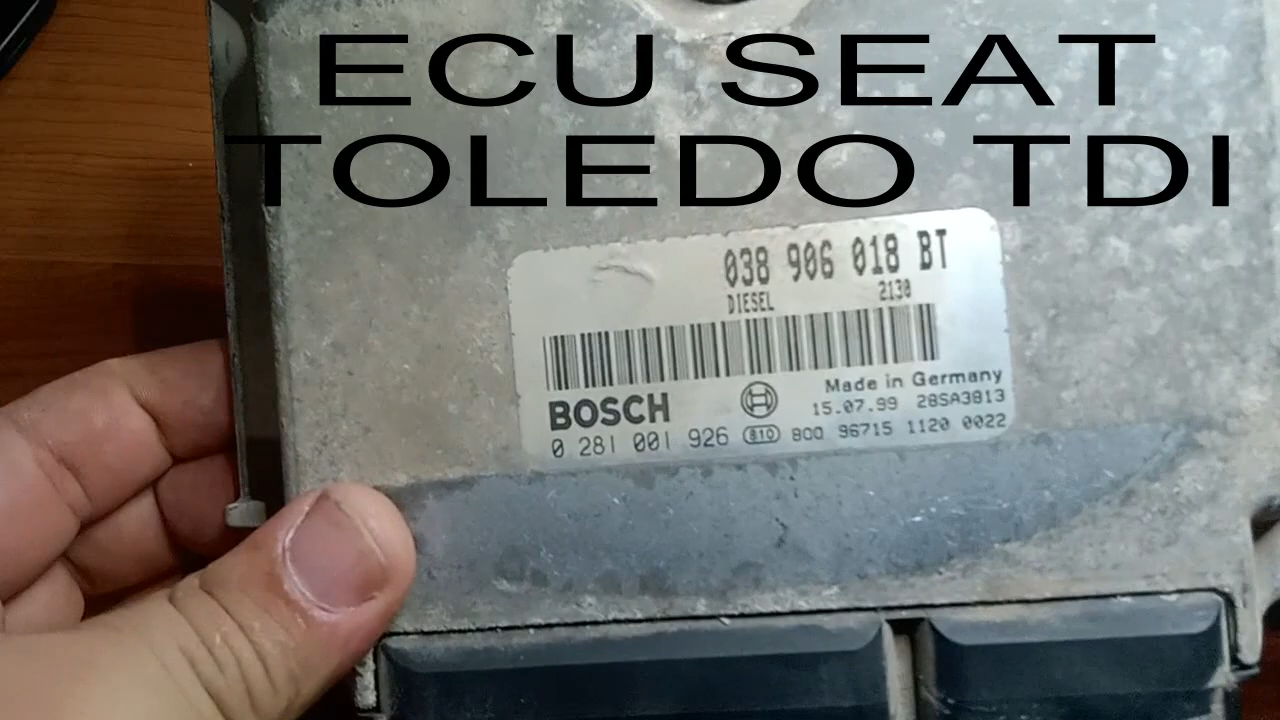 ECU SEAT
TOLEDO TDI
038 906 018 BT
DIESEL 2130
Made in Germany
BOSCH 15.07.99 28SA3813
0 281 001 926 810 800 96715 1120 0022